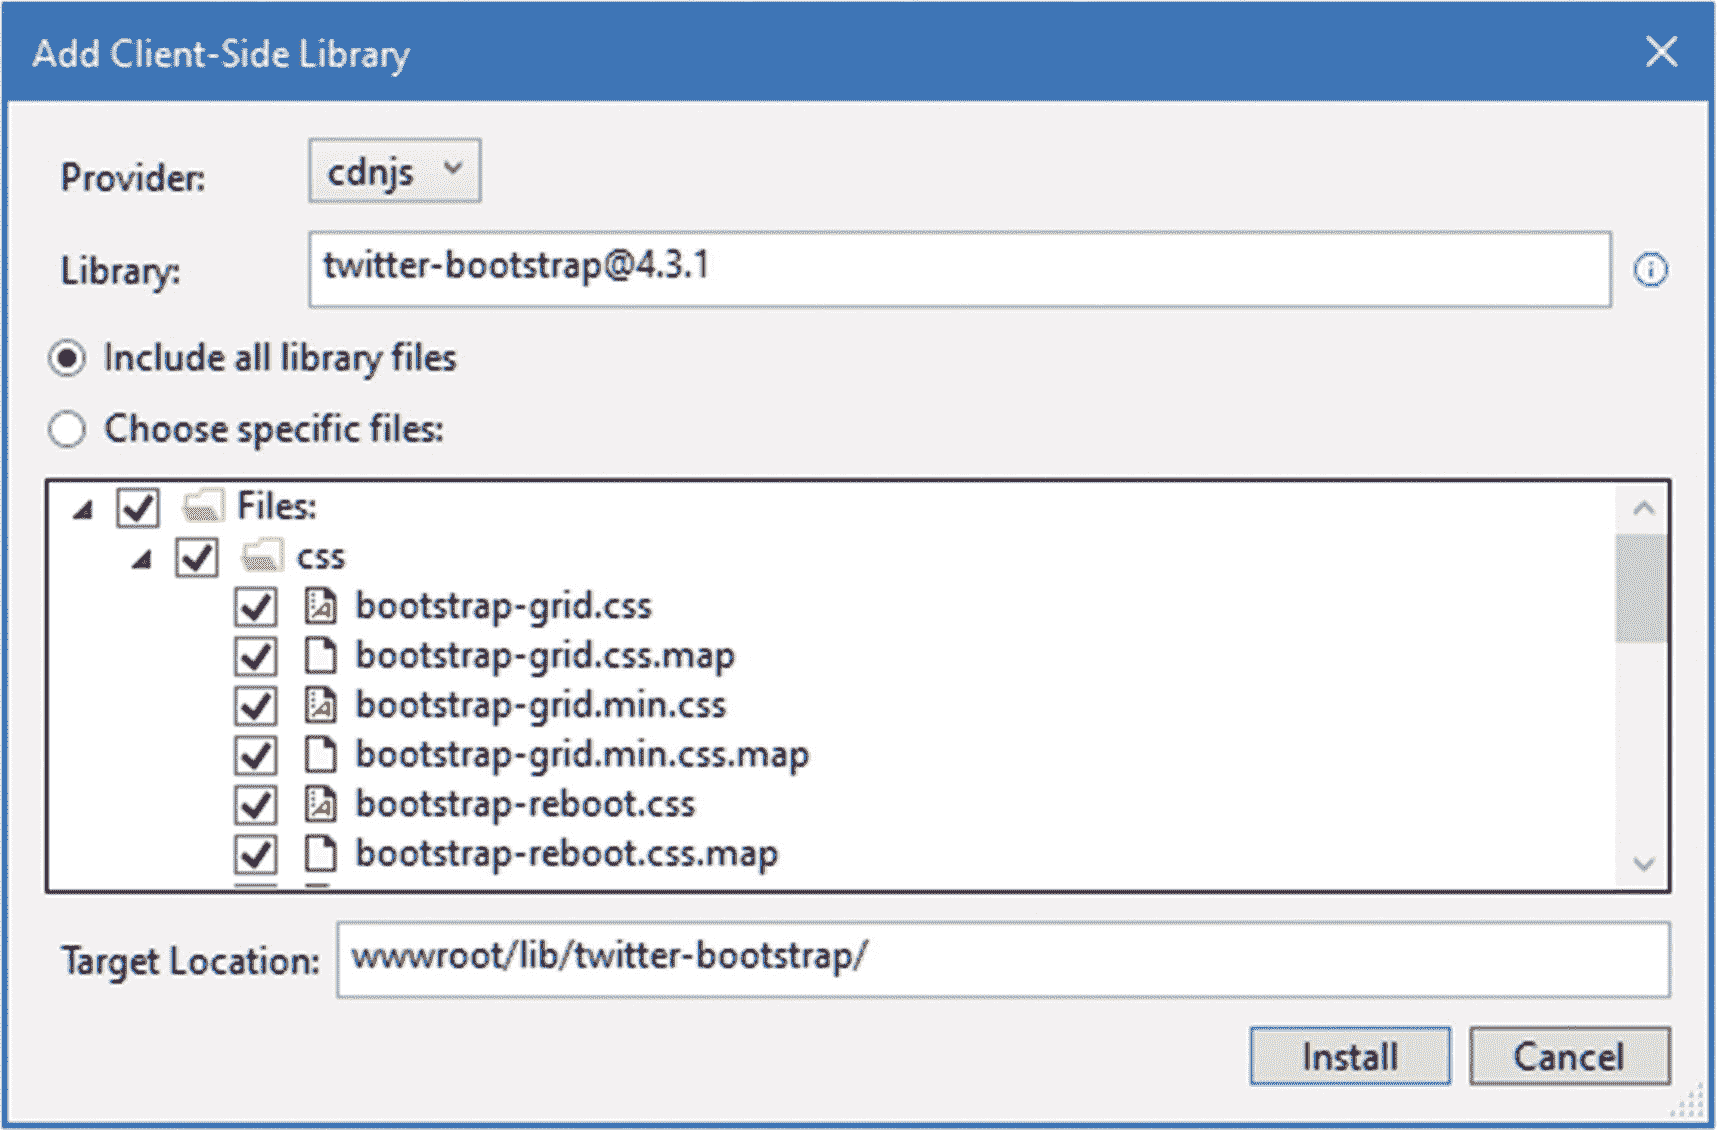 Add Client-Side Library
Provider: cdnjs
Library: twitter-bootstrap@4.3.1
Include all library files
Choose specific files:
Files:
css
bootstrap-grid.css
bootstrap-grid.css.map
bootstrap-grid.min.css
bootstrap-grid.min.css.map
bootstrap-reboot.css
bootstrap-reboot.css.map
Target Location: wwwroot/lib/twitter-bootstrap/
Install Cancel